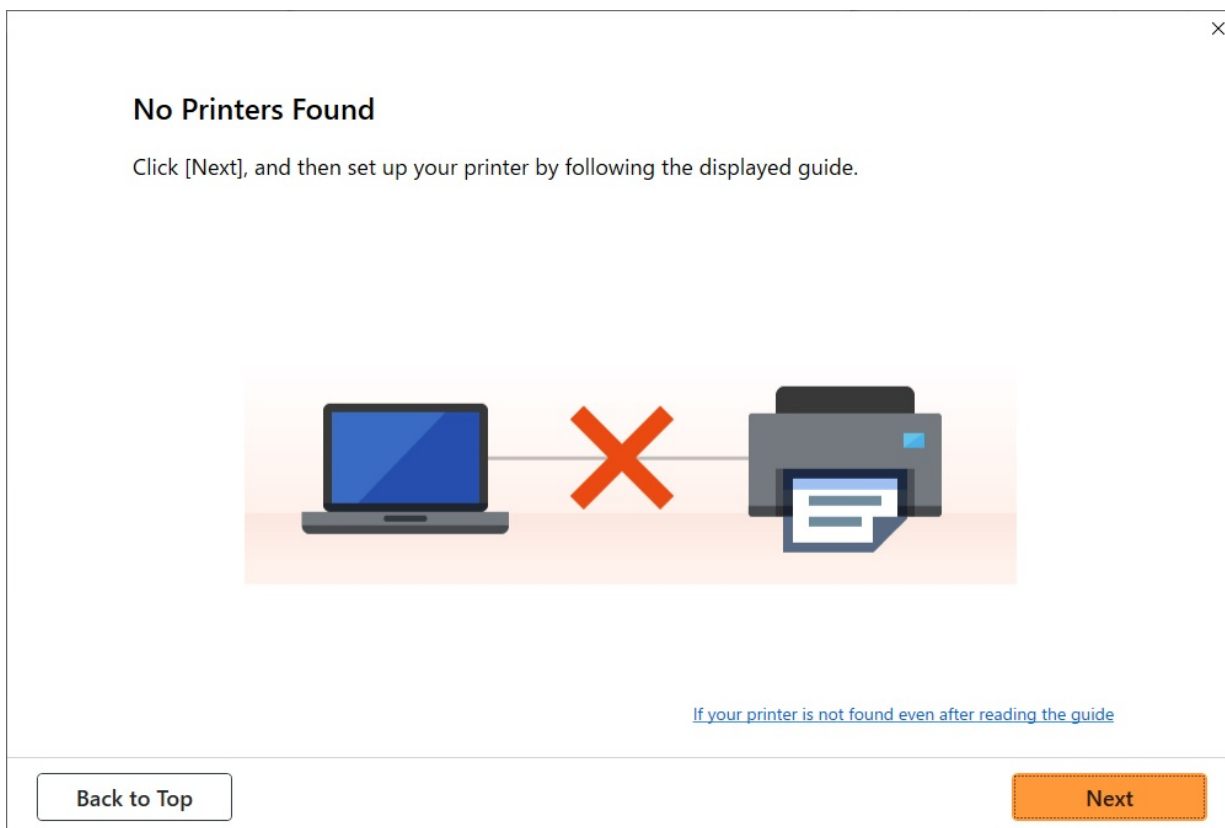 No Printers Found
Click [Next], and then set up your printer by following the displayed guide.
If your printer is not found even after reading the guide
Back to Top
Next